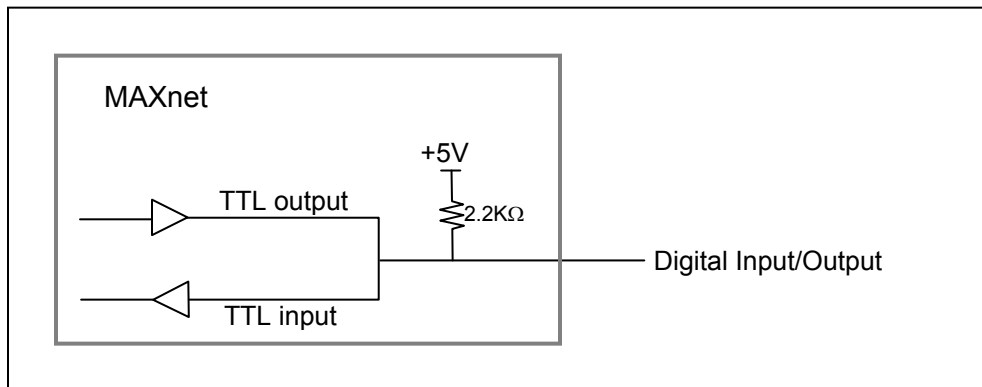 MAXnet
+5V
TTL output
2.2KΩ
Digital Input/Output
TTL input